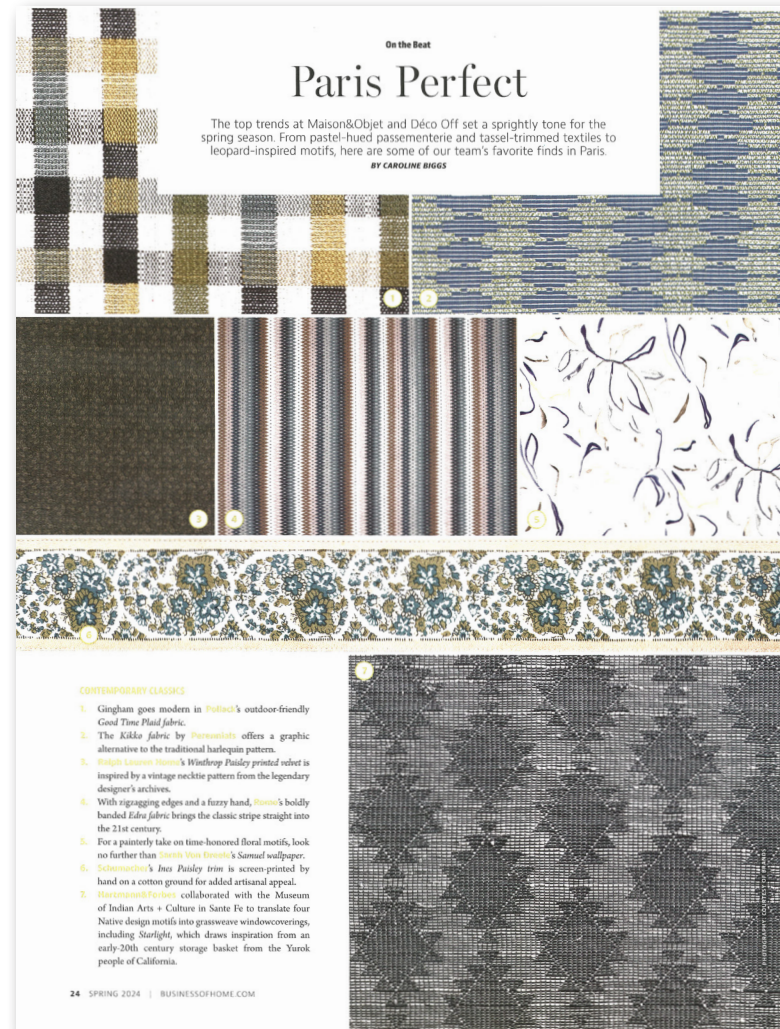 On the Beat
Paris Perfect
The top trends at Maison&Objet and Déco Off set a sprightly tone for the
spring season. From pastel-hued passementerie and tassel-trimmed textiles to
leopard-inspired motifs, here are some of our team's favorite finds in Paris.
BY CAROLINE BIGGS
1
2
3
4
5
6
7
CONTEMPORARY CLASSICS
1. Gingham goes modern in Pollack's outdoor-friendly
Good Time Plaid fabric.
2. The Kikko fabric by Perennials offers a graphic
alternative to the traditional harlequin pattern.
3. Ralph Lauren Home's Winthrop Paisley printed velvet is
inspired by a vintage necktie pattern from the legendary
designer's archives.
4. With zigzagging edges and a fuzzy hand, Romo's boldly
banded Edra fabric brings the classic stripe straight into
the 21st century.
5. For a painterly take on time-honored floral motifs, look
no further than 's Samuel wallpaper.
6. Schumacher's Ines Paisley trim is screen-printed by
hand on a cotton ground for added artisanal appeal.
7. Hartmann&Forbes collaborated with the Museum
of Indian Arts + Culture in Sante Fe to translate four
Native design motifs into grassweave windowcoverings,
including Starlight, which draws inspiration from an
early-20th century storage basket from the Yurok
people of California.
PHOTOGRAPHY: COURTESY OF BRAND
24 SPRING 2024 | BUSINESSOFHOME.COM